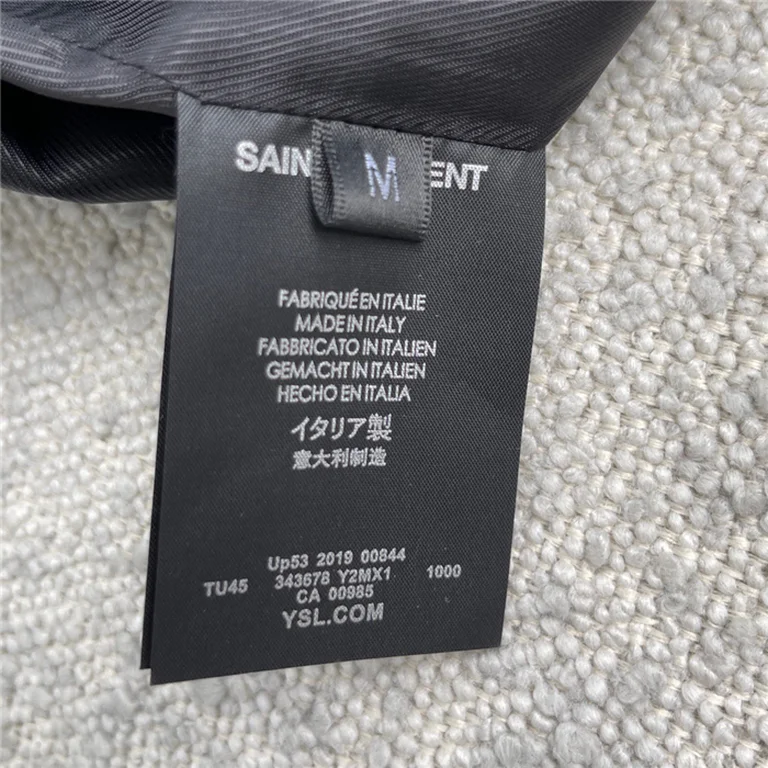 SAIN M ENT
FABRIQUÉ EN ITALIE
MADE IN ITALY
FABBRICATO IN ITALIEN
GEMACHT IN ITALIEN
HECHO EN ITALIA
イタリア製
意大利制造
Up53 2019 00844
TU45 343678 Y2MX1 1000
CA 00985
YSL.COM